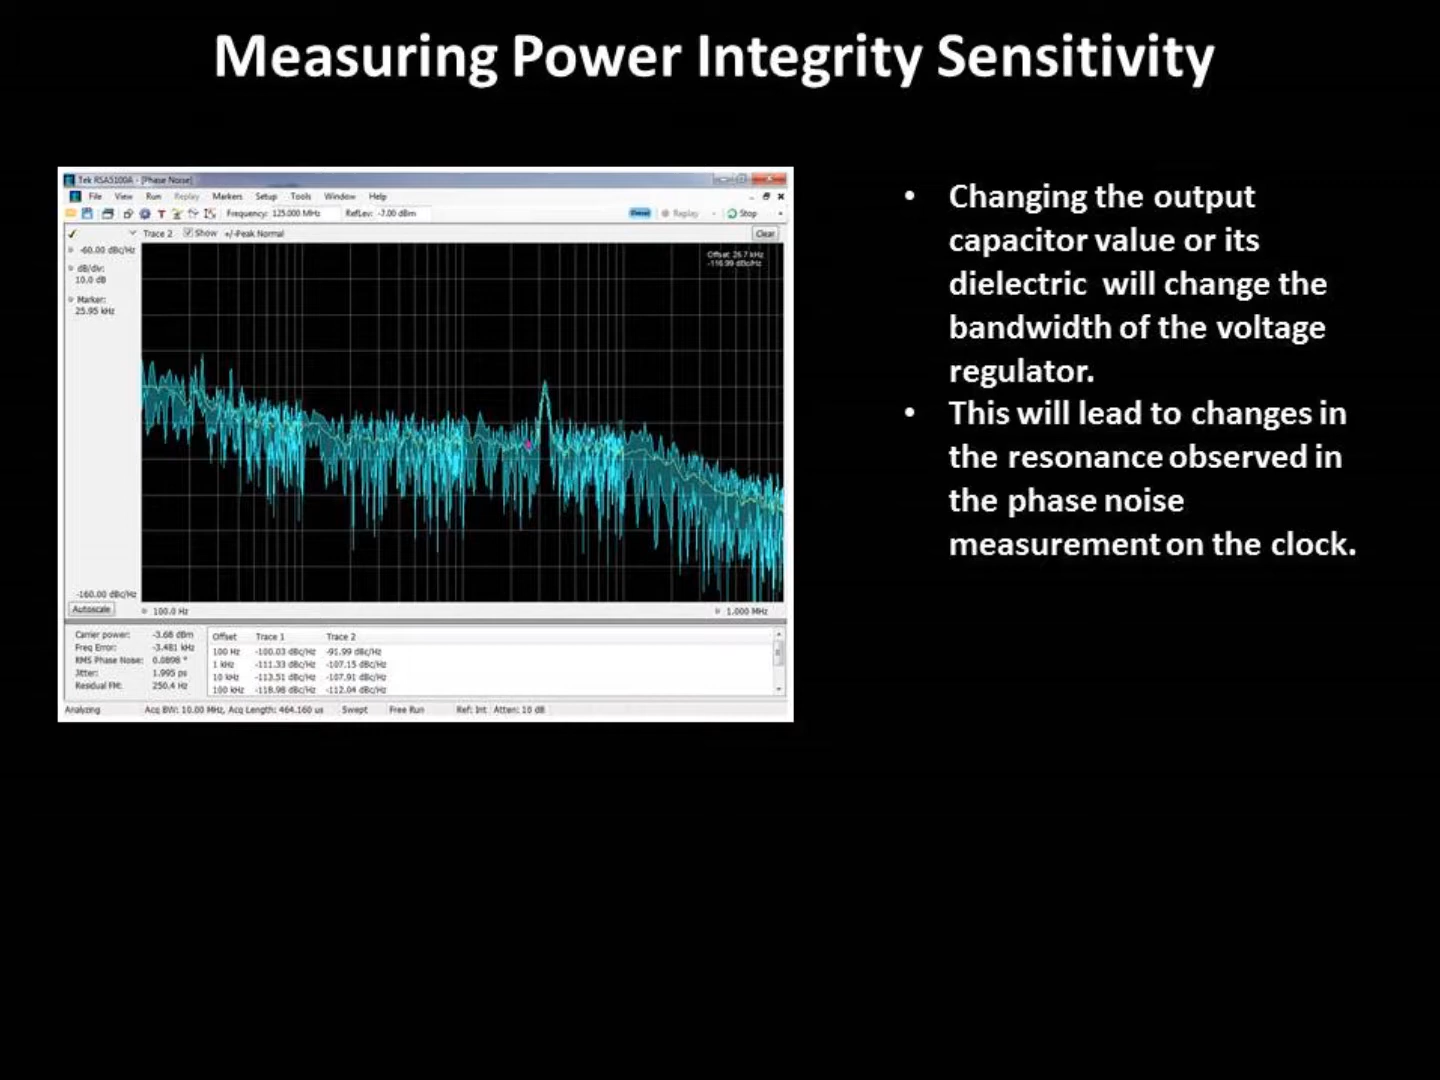 Measuring Power Integrity Sensitivity
Tek RSA5100A - [Phase Noise]
File View Run Replay Markers Setup Tools Window Help
Frequency: 125.000 MHz RefLev: -7.00 dBm Replay Stop
Trace 2 Show +/-Peak Normal Clear
-60.00 dBc/Hz
dB/div:
10.0 dB
Marker:
25.95 kHz
-116.99 dBc/Hz
-160.00 dBc/Hz
Autoscale 100.0 Hz 1.000 MHz
Carrier power: -3.68 dBm
Freq Error: -3.481 kHz
RMS Phase Noise: 0.0898 °
Jitter: 1.995 ps
Residual FM: 250.4 Hz
Offset Trace 1 Trace 2
100 Hz -100.03 dBc/Hz -91.99 dBc/Hz
1 kHz -111.33 dBc/Hz -107.15 dBc/Hz
10 kHz -113.51 dBc/Hz -107.91 dBc/Hz
100 kHz -118.98 dBc/Hz -112.04 dBc/Hz
Analyzing Acq BW: 10.00 MHz, Acq Length: 464.160 us Swept Free Run Ref: Int Atten: 10 dB
• Changing the output
capacitor value or its
dielectric will change the
bandwidth of the voltage
regulator.
• This will lead to changes in
the resonance observed in
the phase noise
measurement on the clock.